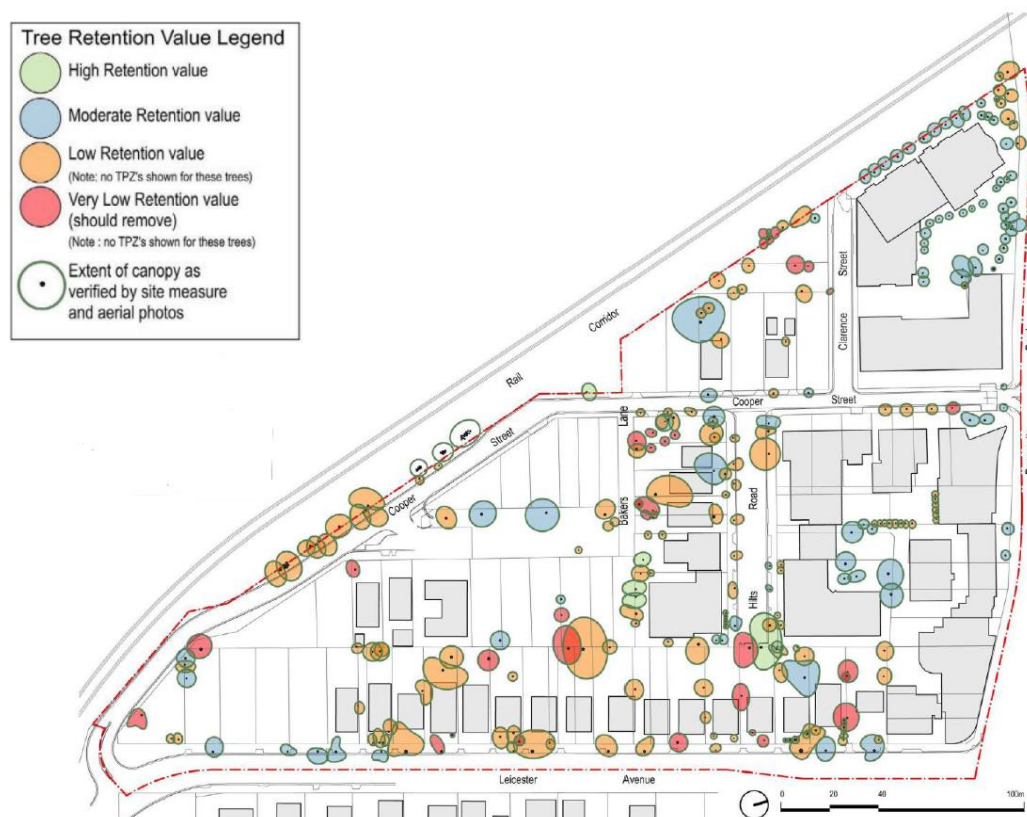 Tree Retention Value Legend
High Retention value
Moderate Retention value
Low Retention value
(Note: no TPZ's shown for these trees)
Very Low Retention value
(should remove)
(Note : no TPZ's shown for these trees)
Extent of canopy as
verified by site measure
and aerial photos
Rail
Corridor
Clarence
Street
Cooper
Street
Cooper
Street
Bakers
Lane
Hilts
Road
Leicester
Avenue
0
20
40
100m